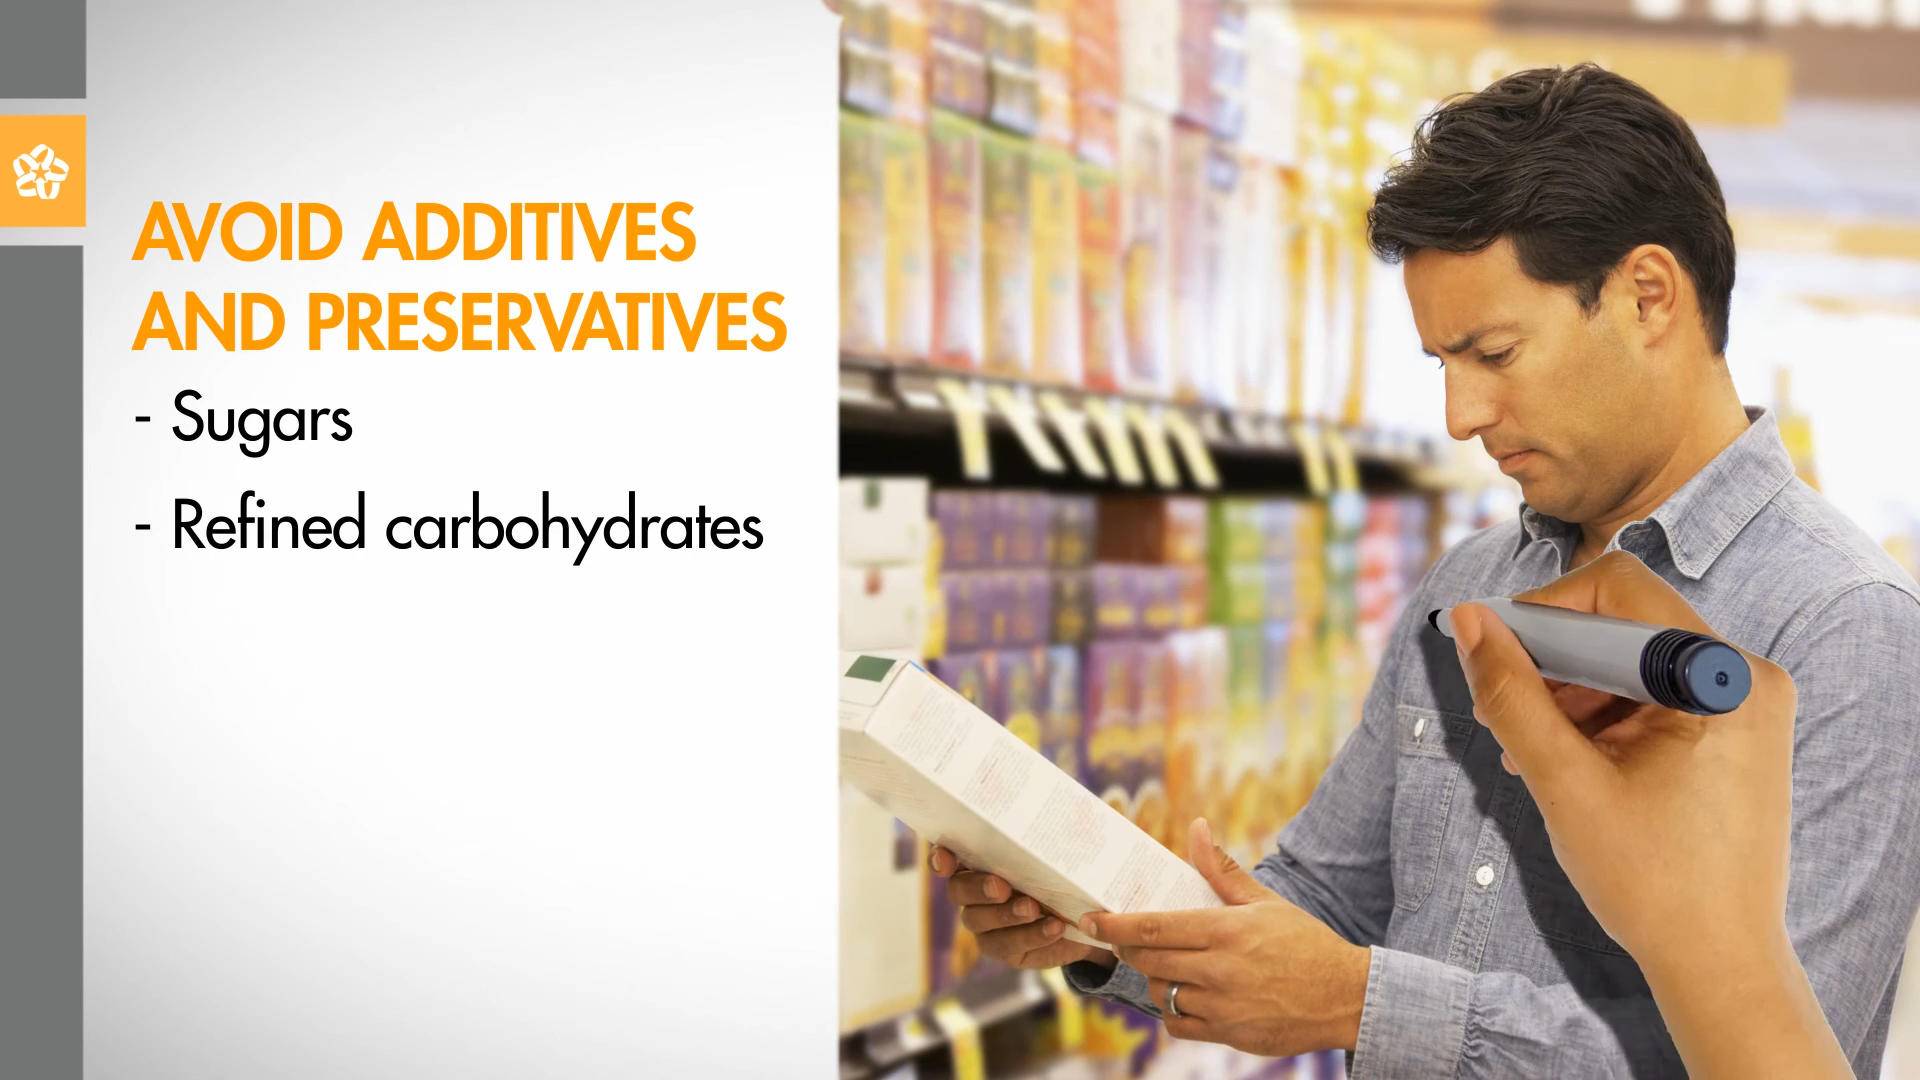 AVOID ADDITIVES
AND PRESERVATIVES
- Sugars
- Refined carbohydrates